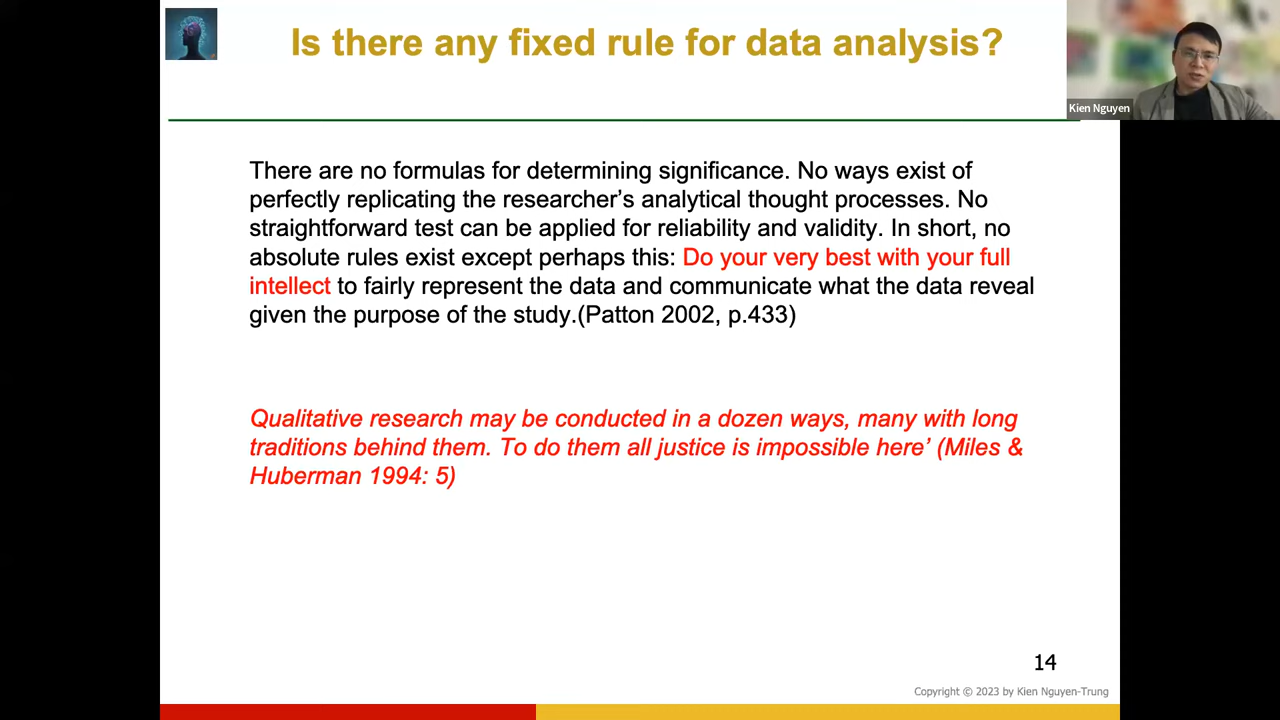 Is there any fixed rule for data analysis?
Kien Nguyen
There are no formulas for determining significance. No ways exist of
perfectly replicating the researcher’s analytical thought processes. No
straightforward test can be applied for reliability and validity. In short, no
absolute rules exist except perhaps this: Do your very best with your full
intellect to fairly represent the data and communicate what the data reveal
given the purpose of the study.(Patton 2002, p.433)
Qualitative research may be conducted in a dozen ways, many with long
traditions behind them. To do them all justice is impossible here’ (Miles &
Huberman 1994: 5)
14
Copyright © 2023 by Kien Nguyen-Trung